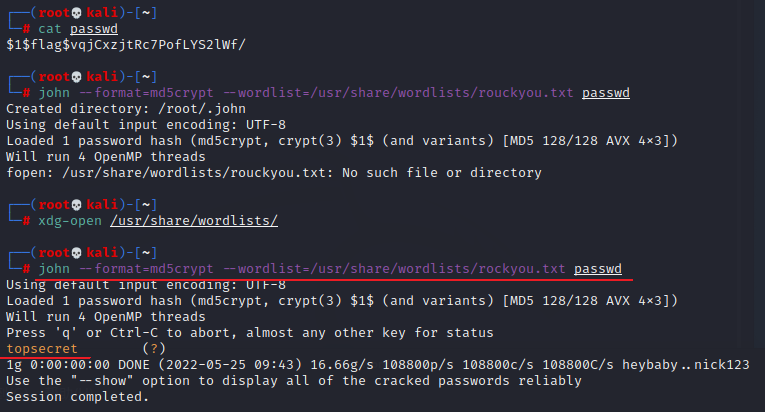 ┌──(root💀kali)-[~]
└─# cat passwd
$1$flag$vqjCxzjtRc7PofLYS2lWf/
┌──(root💀kali)-[~]
└─# john --format=md5crypt --wordlist=/usr/share/wordlists/rouckyou.txt passwd
Created directory: /root/.john
Using default input encoding: UTF-8
Loaded 1 password hash (md5crypt, crypt(3) $1$ (and variants) [MD5 128/128 AVX 4x3])
Will run 4 OpenMP threads
fopen: /usr/share/wordlists/rouckyou.txt: No such file or directory
┌──(root💀kali)-[~]
└─# xdg-open /usr/share/wordlists/
┌──(root💀kali)-[~]
└─# john --format=md5crypt --wordlist=/usr/share/wordlists/rockyou.txt passwd
Using default input encoding: UTF-8
Loaded 1 password hash (md5crypt, crypt(3) $1$ (and variants) [MD5 128/128 AVX 4x3])
Will run 4 OpenMP threads
Press 'q' or Ctrl-C to abort, almost any other key for status
topsecret        (?)
1g 0:00:00:00 DONE (2022-05-25 09:43) 16.66g/s 108800p/s 108800c/s 108800C/s heybaby..nick123
Use the "--show" option to display all of the cracked passwords reliably
Session completed.